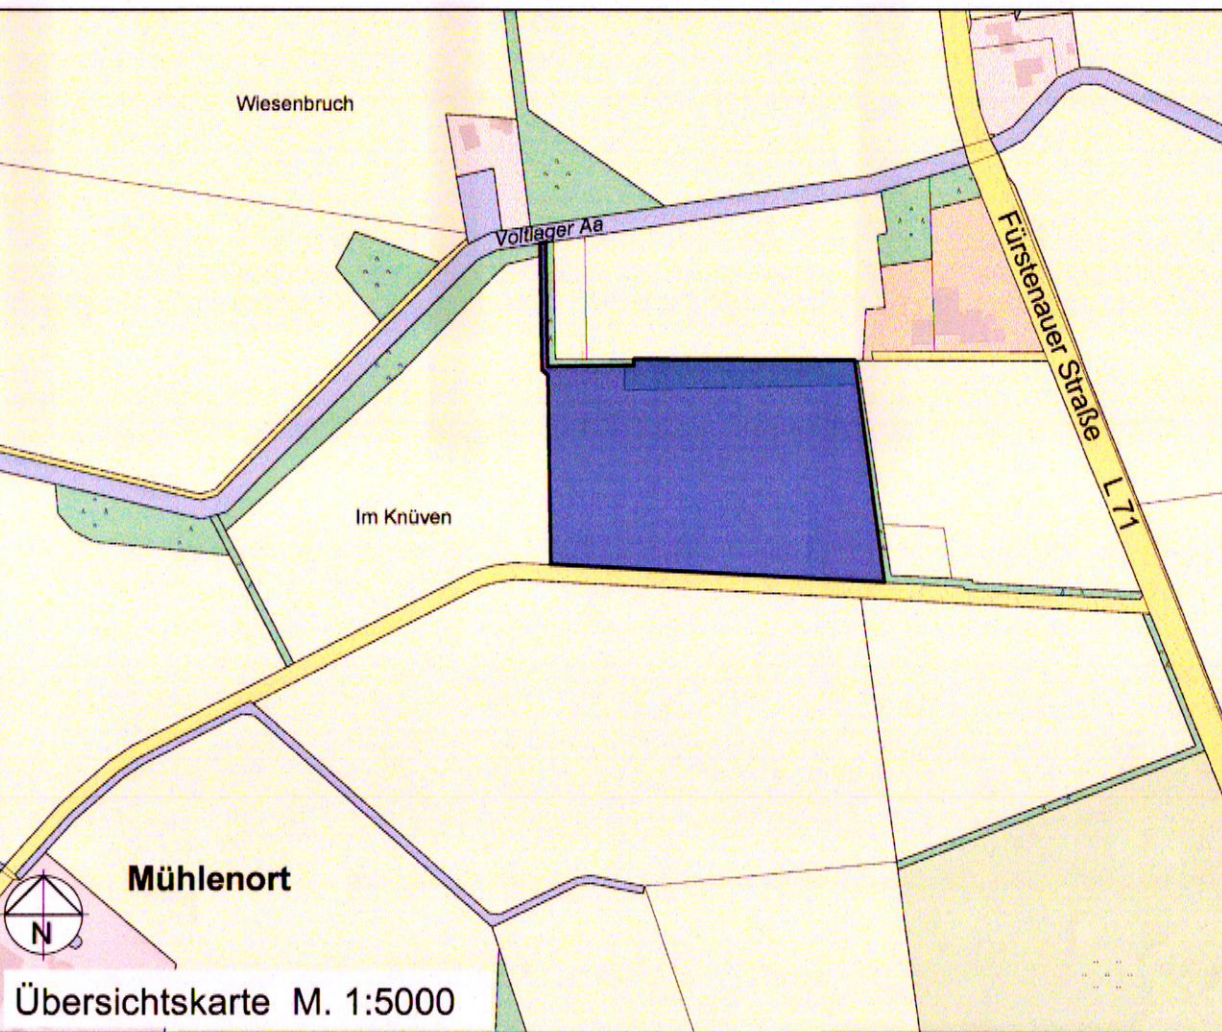 Wiesenbruch
Voltlager Aa
Fürstenauer Straße L 71
Im Knüven
Mühlenort
N
Übersichtskarte M. 1:5000